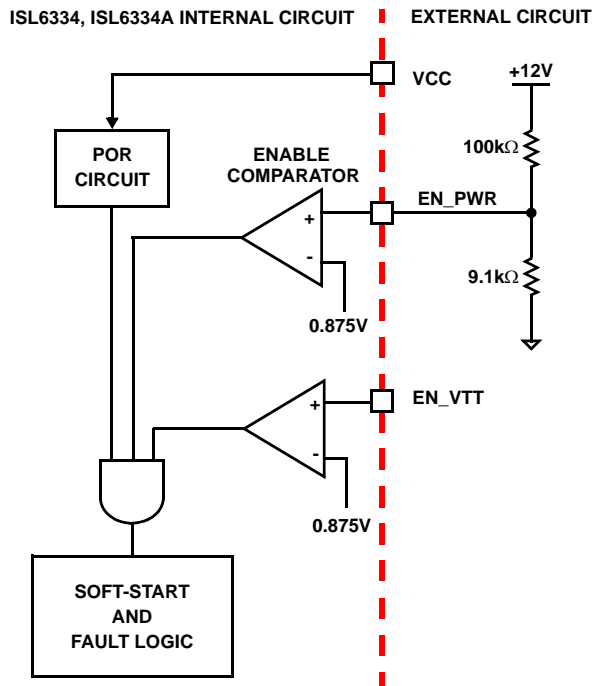 ISL6334, ISL6334A INTERNAL CIRCUIT
EXTERNAL CIRCUIT
VCC
+12V
POR
CIRCUIT
ENABLE
COMPARATOR
100kΩ
EN_PWR
+
-
9.1kΩ
0.875V
EN_VTT
+
-
0.875V
SOFT-START
AND
FAULT LOGIC